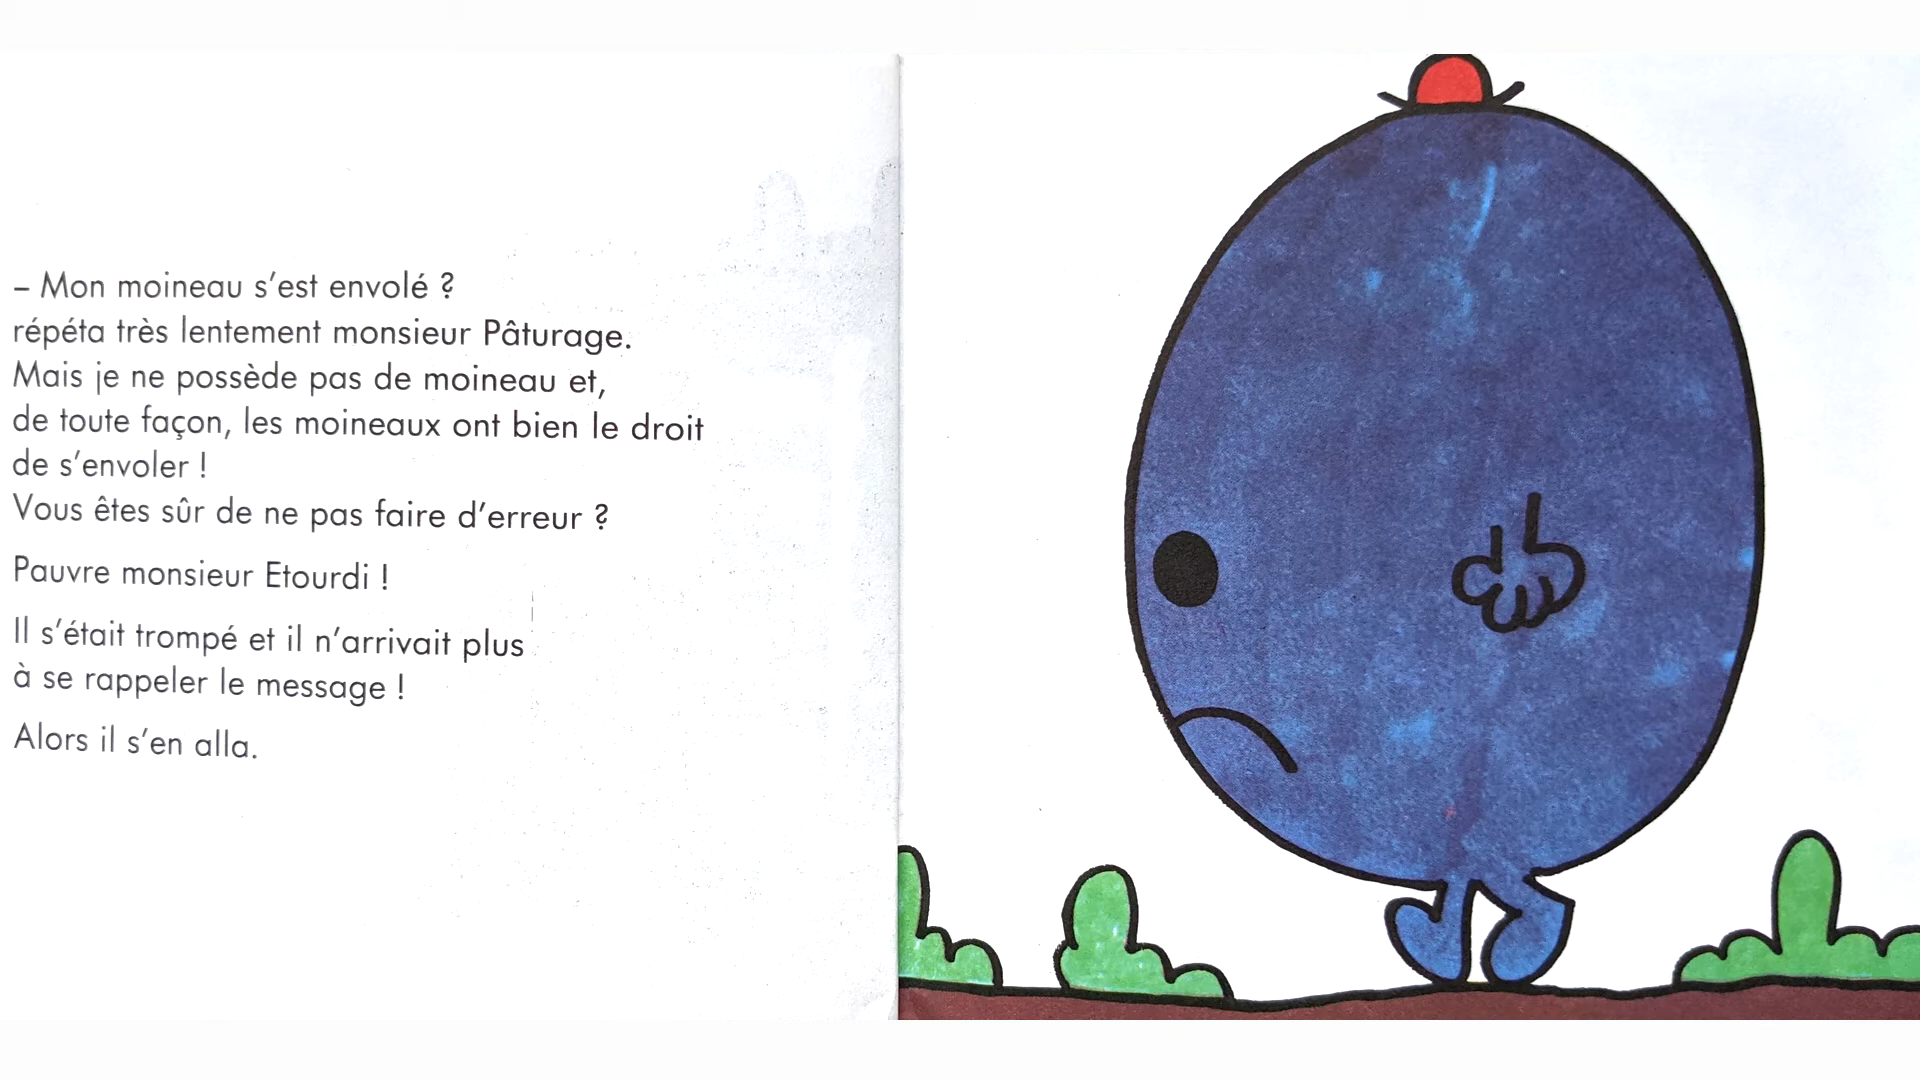 – Mon moineau s’est envolé ?
répéta très lentement monsieur Pâturage.
Mais je ne possède pas de moineau et,
de toute façon, les moineaux ont bien le droit
de s’envoler !
Vous êtes sûr de ne pas faire d’erreur ?
Pauvre monsieur Etourdi !
Il s’était trompé et il n’arrivait plus
à se rappeler le message !
Alors il s’en alla.